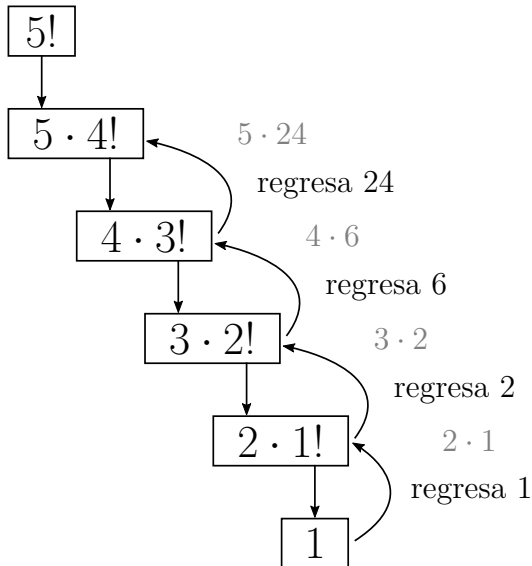 5!
5 · 4!
5 · 24
regresa 24
4 · 3!
4 · 6
regresa 6
3 · 2!
3 · 2
regresa 2
2 · 1!
2 · 1
regresa 1
1